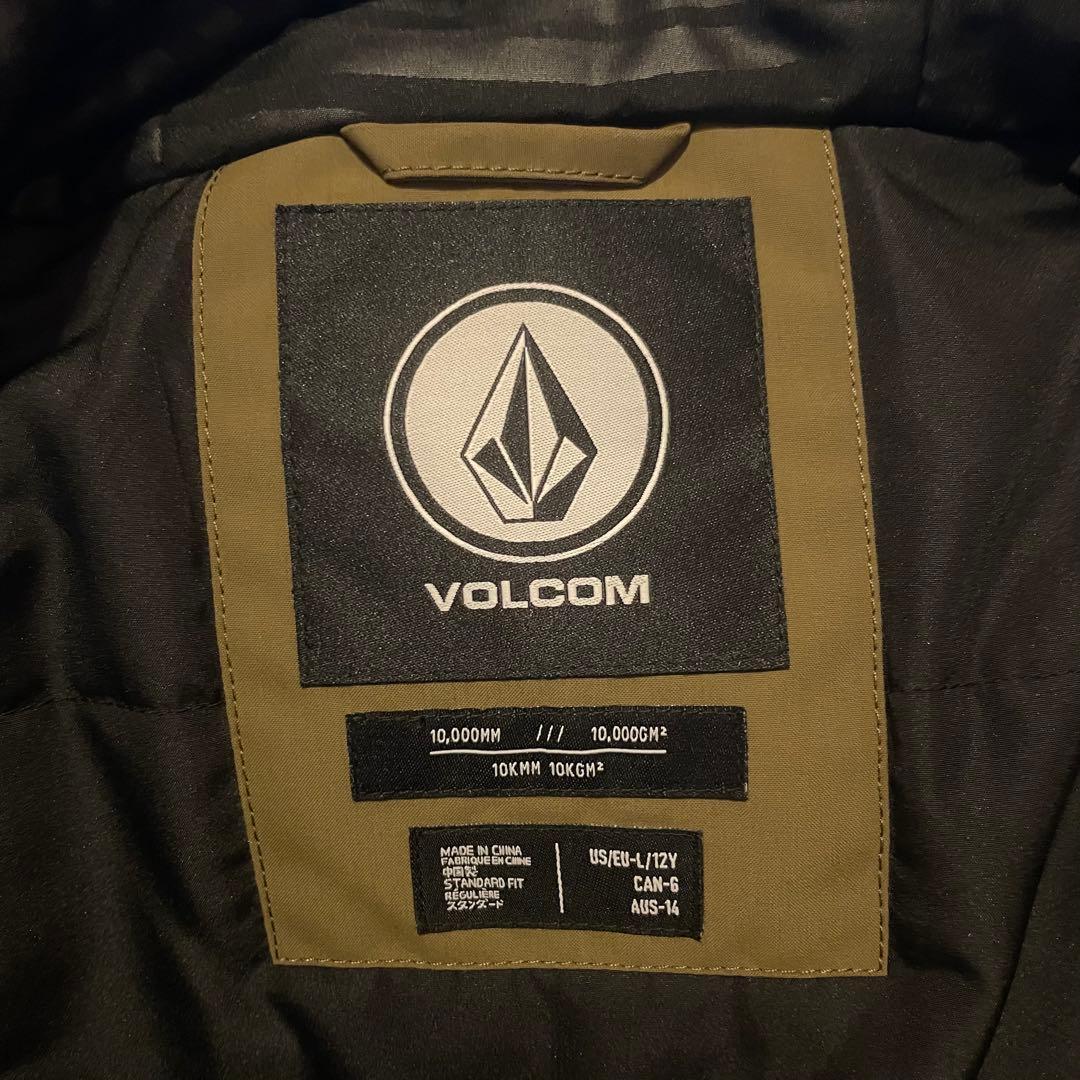 VOLCOM
10,000MM /// 10,000GM²
10KMM 10KGM²
MADE IN CHINA
FABRIQUE EN CHINE
中国製
STANDARD FIT
RÉGULIÈRE
スタンダード
US/EU-L/12Y
CAN-G
AUS-14